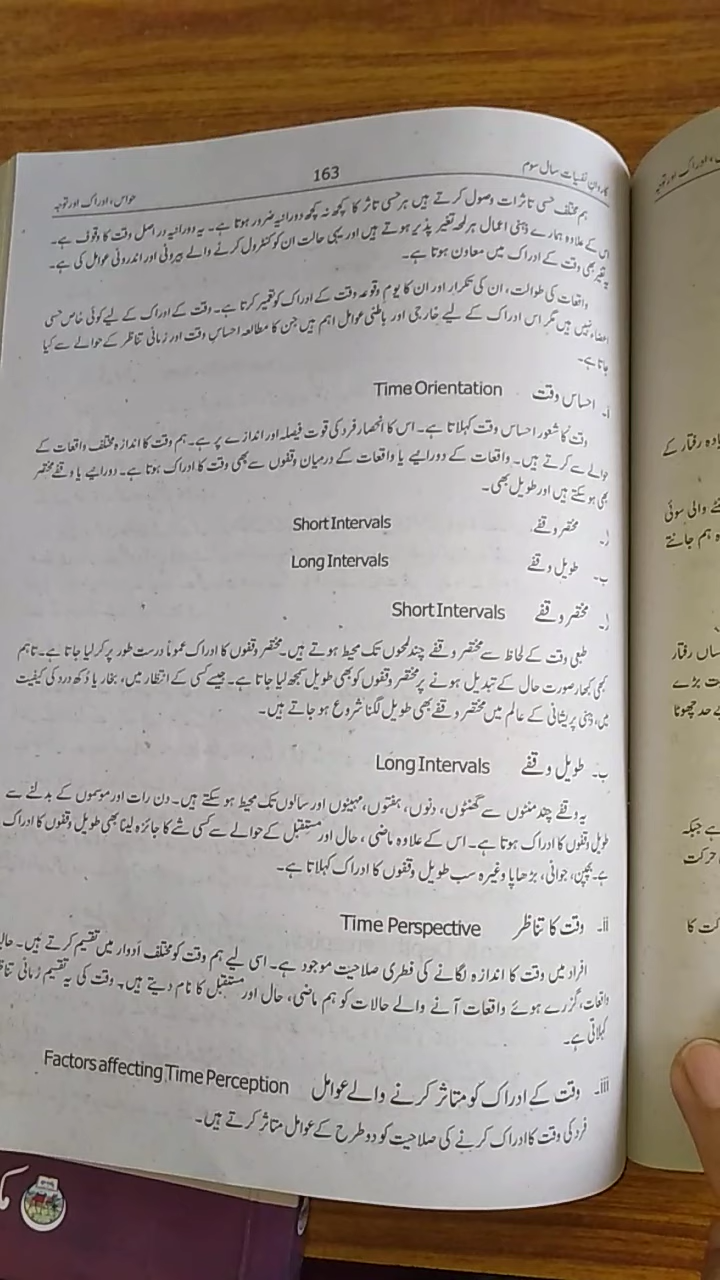 نفسیات سال سوم 163 حواس، ادراک اور توجہ
ہم مختلف حسی تاثرات وصول کرتے ہیں ہر حسی تاثر کا کچھ نہ کچھ دورانیہ ضرور ہوتا ہے۔ یہ دورانیہ دراصل وقت کا وقوف ہے۔
اس کے علاوہ ہمارے ذہنی اعمال ہر لمحہ تغیر پذیر ہوتے ہیں اور یہی حالت ان کو کنٹرول کرنے والے بیرونی اور اندرونی عوامل کی ہے۔
یہ تغیر بھی وقت کے ادراک میں معاون ہوتا ہے۔
واقعات کی طوالت، ان کی تکرار اور ان کا یوم وقوعہ وقت کے ادراک کو تعمیر کرتا ہے۔ وقت کے ادراک کے لیے کوئی خاص حسی
اعضاء نہیں ہیں مگر اس ادراک کے لیے خارجی اور باطنی عوامل اہم ہیں جن کا مطالعہ احساس وقت اور زمانی تناظر کے حوالے سے کیا
جاتا ہے۔
i۔ احساس وقت Time Orientation
وقت کا شعور احساس وقت کہلاتا ہے۔ اس کا انحصار فرد کی قوت فیصلہ اور اندازے پر ہے۔ ہم وقت کا اندازہ مختلف واقعات کے
حوالے سے کرتے ہیں۔ واقعات کے دورانیے یا واقعات کے درمیان وقفوں سے بھی وقت کا ادراک ہوتا ہے۔ دورانیے یا وقفے مختصر
بھی ہو سکتے ہیں اور طویل بھی۔
ا۔ مختصر وقفے Short Intervals
ب۔ طویل وقفے Long Intervals
ا۔ مختصر وقفے Short Intervals
طبعی وقت کے لحاظ سے مختصر وقفے چند لمحوں تک محیط ہوتے ہیں۔ مختصر وقفوں کا ادراک عموماً درست طور پر کر لیا جاتا ہے۔ تاہم
کبھی کبھار صورت حال کے تبدیل ہونے پر مختصر وقفوں کو بھی طویل سمجھ لیا جاتا ہے۔ جیسے کسی کے انتظار میں، بخار یا دکھ درد کی کیفیت
میں، ذہنی پریشانی کے عالم میں مختصر وقفے بھی طویل لگنا شروع ہو جاتے ہیں۔
ب۔ طویل وقفے Long Intervals
یہ وقفے چند منٹوں سے گھنٹوں، دنوں، ہفتوں، مہینوں اور سالوں تک محیط ہو سکتے ہیں۔ دن رات اور موسموں کے بدلنے سے
طویل وقفوں کا ادراک ہوتا ہے۔ اس کے علاوہ ماضی، حال اور مستقبل کے حوالے سے کسی شے کا جائزہ لینا بھی طویل وقفوں کا ادراک
ہے۔ بچپن، جوانی، بڑھاپا وغیرہ سب طویل وقفوں کا ادراک کہلاتا ہے۔
ii۔ وقت کا تناظر Time Perspective
افراد میں وقت کا اندازہ لگانے کی فطری صلاحیت موجود ہے۔ اسی لیے ہم وقت کو مختلف ادوار میں تقسیم کرتے ہیں۔
واقعات، گزرے ہوئے واقعات آنے والے حالات کو ہم ماضی، حال اور مستقبل کا نام دیتے ہیں۔ وقت کی یہ تقسیم زمانی
کہلاتی ہے۔
iii۔ وقت کے ادراک کو متاثر کرنے والے عوامل Factors affecting Time Perception
فرد کی وقت کا ادراک کرنے کی صلاحیت کو دو طرح کے عوامل متاثر کرتے ہیں۔